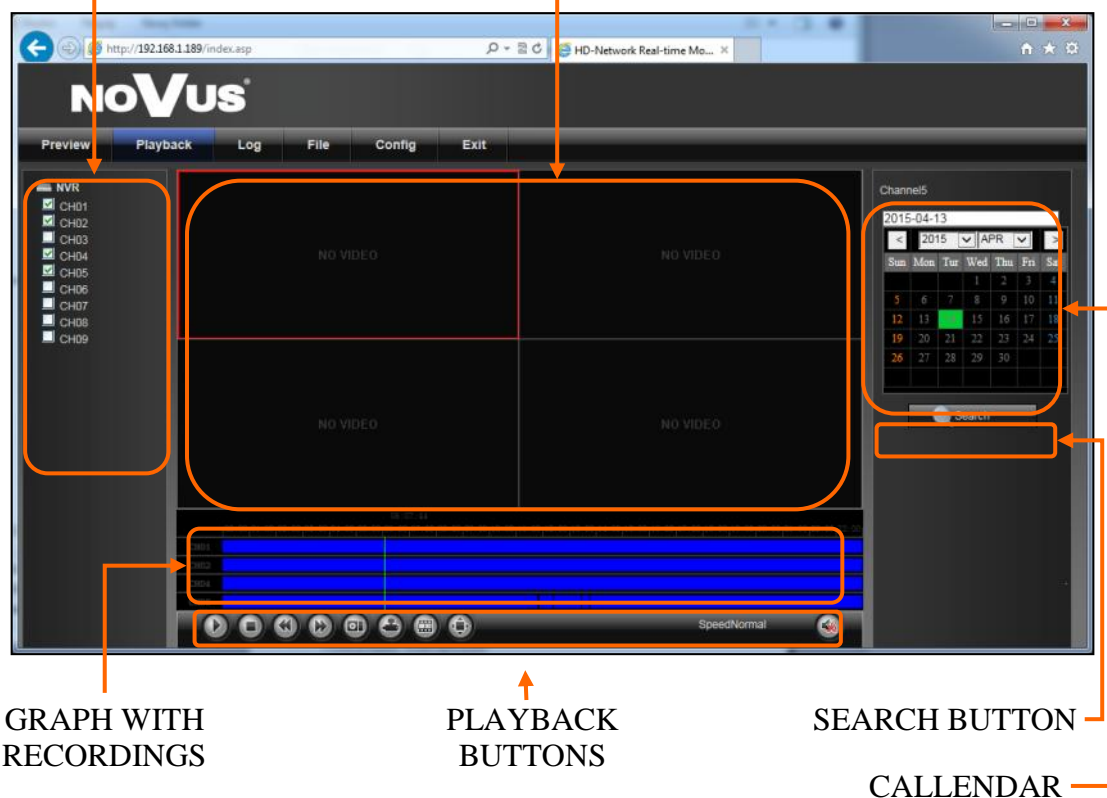 http://192.168.1.189/index.asp
HD-Network Real-time Mo...
NoVus
Preview Playback Log File Config Exit
NVR
CH01
CH02
CH03
CH04
CH05
CH06
CH07
CH08
CH09
NO VIDEO NO VIDEO
NO VIDEO NO VIDEO
Channel5
2015-04-13
< 2015 APR >
Sun Mon Tur Wed Thu Fri Sat
1 2 3 4
5 6 7 8 9 10 11
12 13 15 16 17 18
19 20 21 22 23 24 25
26 27 28 29 30
Search
CH01
CH02
CH04
SpeedNormal
GRAPH WITH
RECORDINGS
PLAYBACK
BUTTONS
SEARCH BUTTON
CALLENDAR